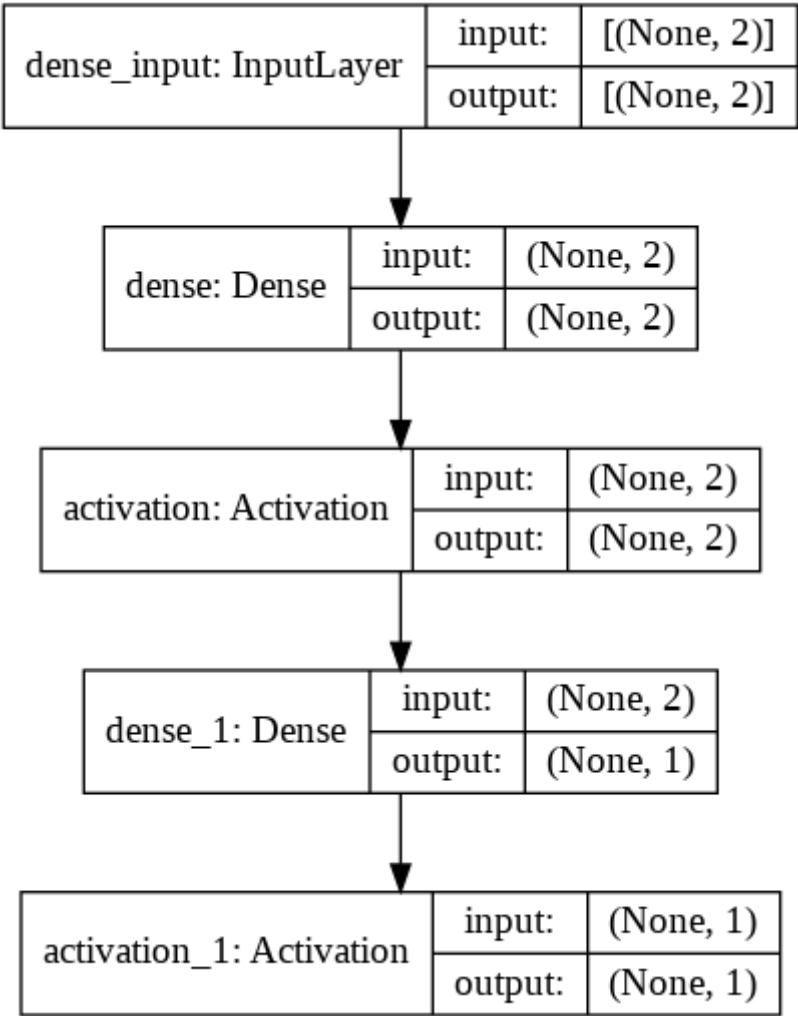 dense_input: InputLayer
input: [(None, 2)]
output: [(None, 2)]
dense: Dense
input: (None, 2)
output: (None, 2)
activation: Activation
input: (None, 2)
output: (None, 2)
dense_1: Dense
input: (None, 2)
output: (None, 1)
activation_1: Activation
input: (None, 1)
output: (None, 1)